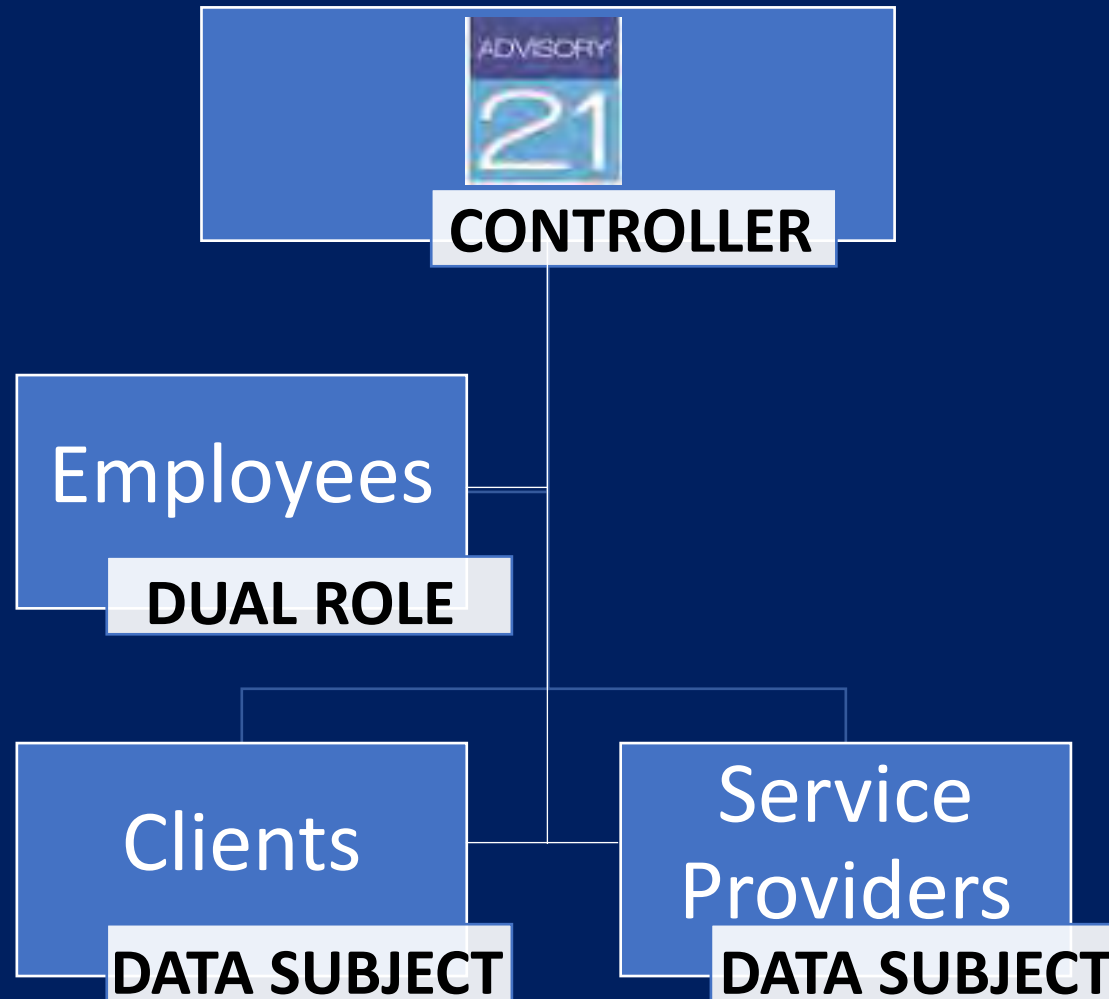 ADVISORY
21
CONTROLLER
Employees
DUAL ROLE
Clients
DATA SUBJECT
Service
Providers
DATA SUBJECT